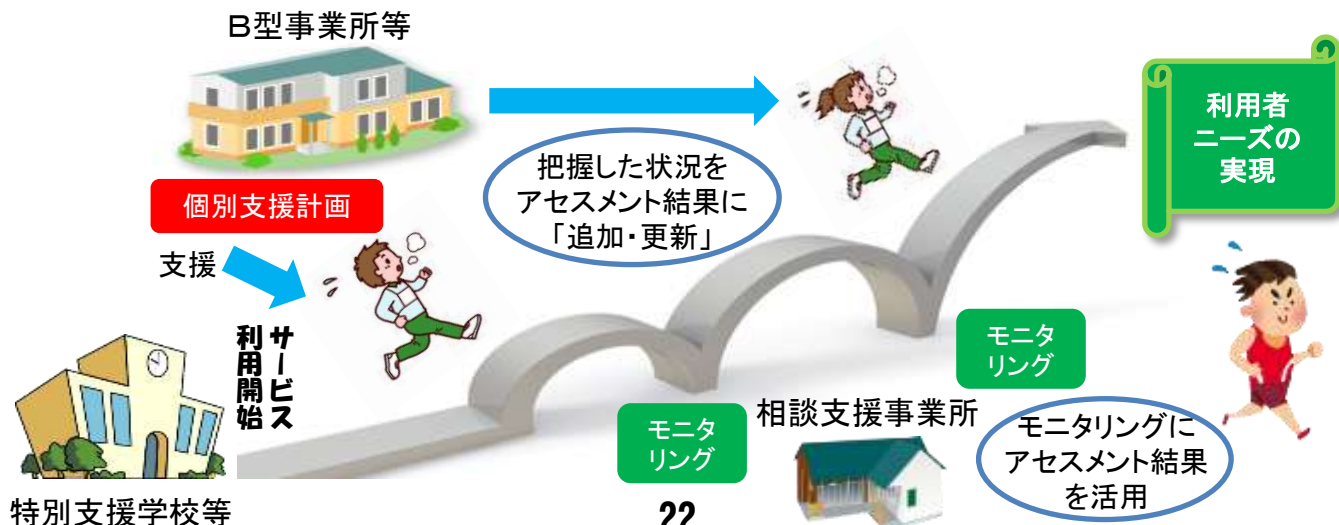 B型事業所等
個別支援計画
支援
サービス
利用開始
特別支援学校等
把握した状況を
アセスメント結果に
「追加・更新」
利用者
ニーズの
実現
モニタ
リング
相談支援事業所
モニタ
リング
モニタリングに
アセスメント結果
を活用
22